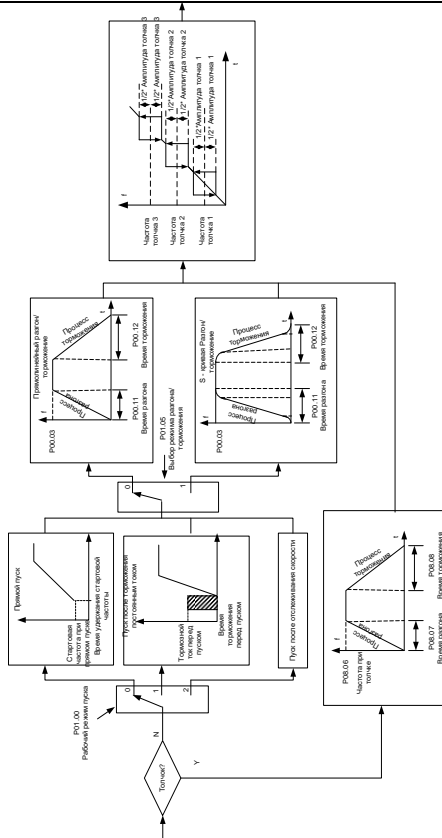 Толчок?
N
Y
P01.00
Рабочий режим пуска
0
1
2
Прямой пуск
Стартовая
частота при
прямом пуске
Время удержания стартовой
частоты
Пуск после торможения
постоянным током
Тормозной
ток перед
пуском
Время
торможения
перед пуском
Пуск после отслеживания скорости
0
1
P01.05
Выбор режима разгона/
торможения
Прямолинейный разгон/
торможение
f
P00.03
Процесс
разгона
Процесс
торможения
t
P00.11
Время разгона
P00.12
Время торможения
S - кривая Разгон/
торможение
f
P00.03
Процесс
разгона
Процесс
торможения
t
P00.11
Время разгона
P00.12
Время торможения
f
P08.06
Частота при
толчке
Процесс
разгона
Процесс
торможения
t
P08.07
Время разгона
P08.08
Время торможения
f
Частота
толчка 3
Частота
толчка 2
Частота
толчка 1
1/2* Амплитуда толчка 3
1/2* Амплитуда толчка 3
1/2*Амплитуда толчка 2
1/2* Амплитуда толчка 2
1/2*Амплитуда толчка 1
1/2* Амплитуда толчка 1
t